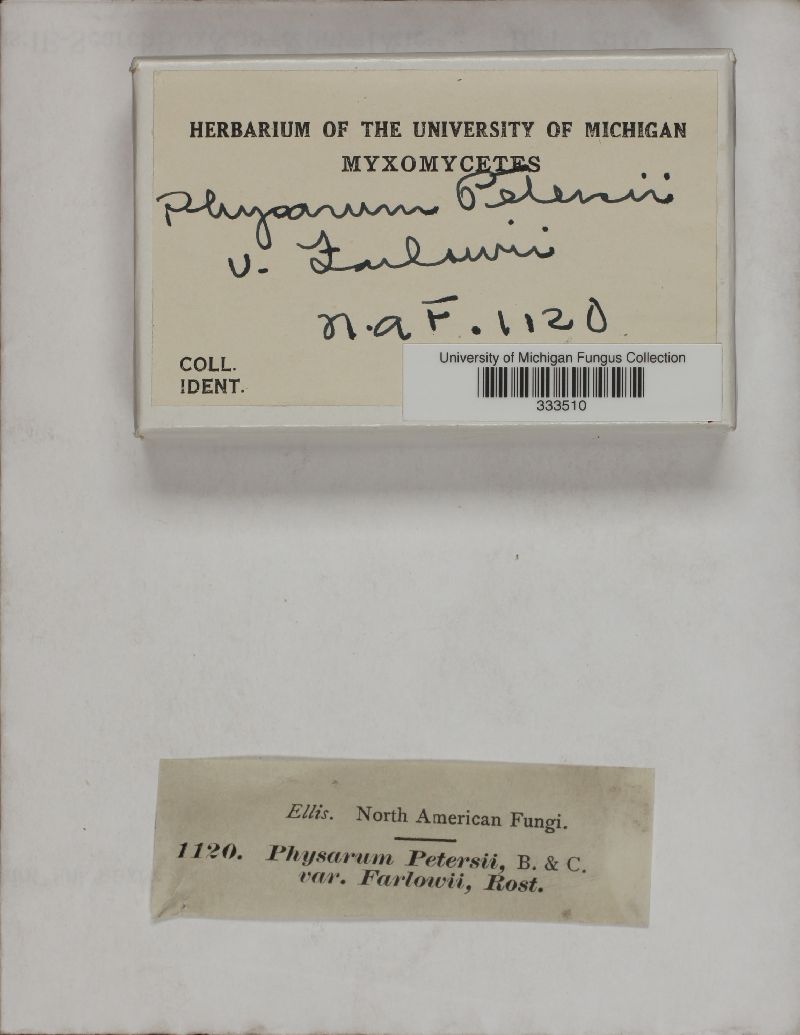 HERBARIUM OF THE UNIVERSITY OF MICHIGAN
MYXOMYCETES
Physarum Petersii
v. Farlowii
n.a F. 1120
COLL.
IDENT.
University of Michigan Fungus Collection
333510
Ellis. North American Fungi.
1120. Physarum Petersii, B. & C.
var. Farlowii, Rost.